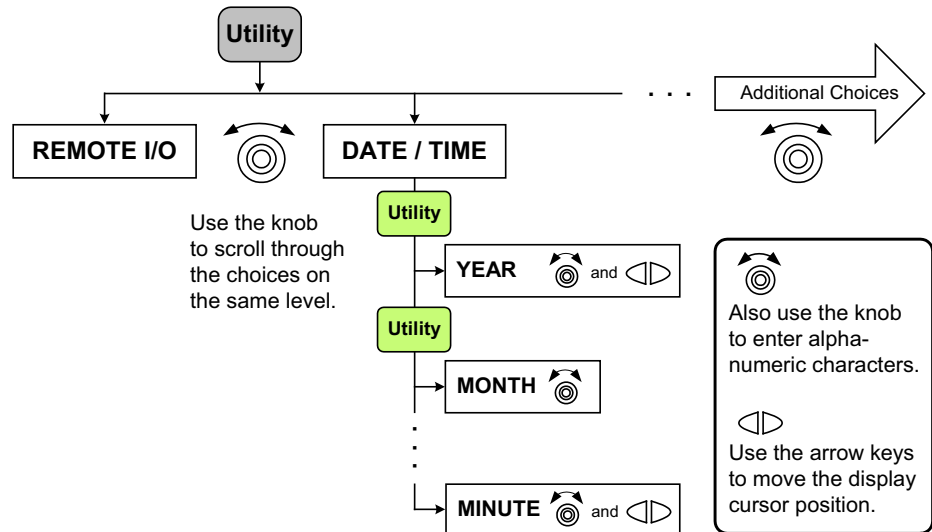 Utility
. . .
Additional Choices
REMOTE I/O
DATE / TIME
Use the knob
to scroll through
the choices on
the same level.
Utility
YEAR and
Utility
MONTH
MINUTE and
Also use the knob
to enter alpha-
numeric characters.
Use the arrow keys
to move the display
cursor position.